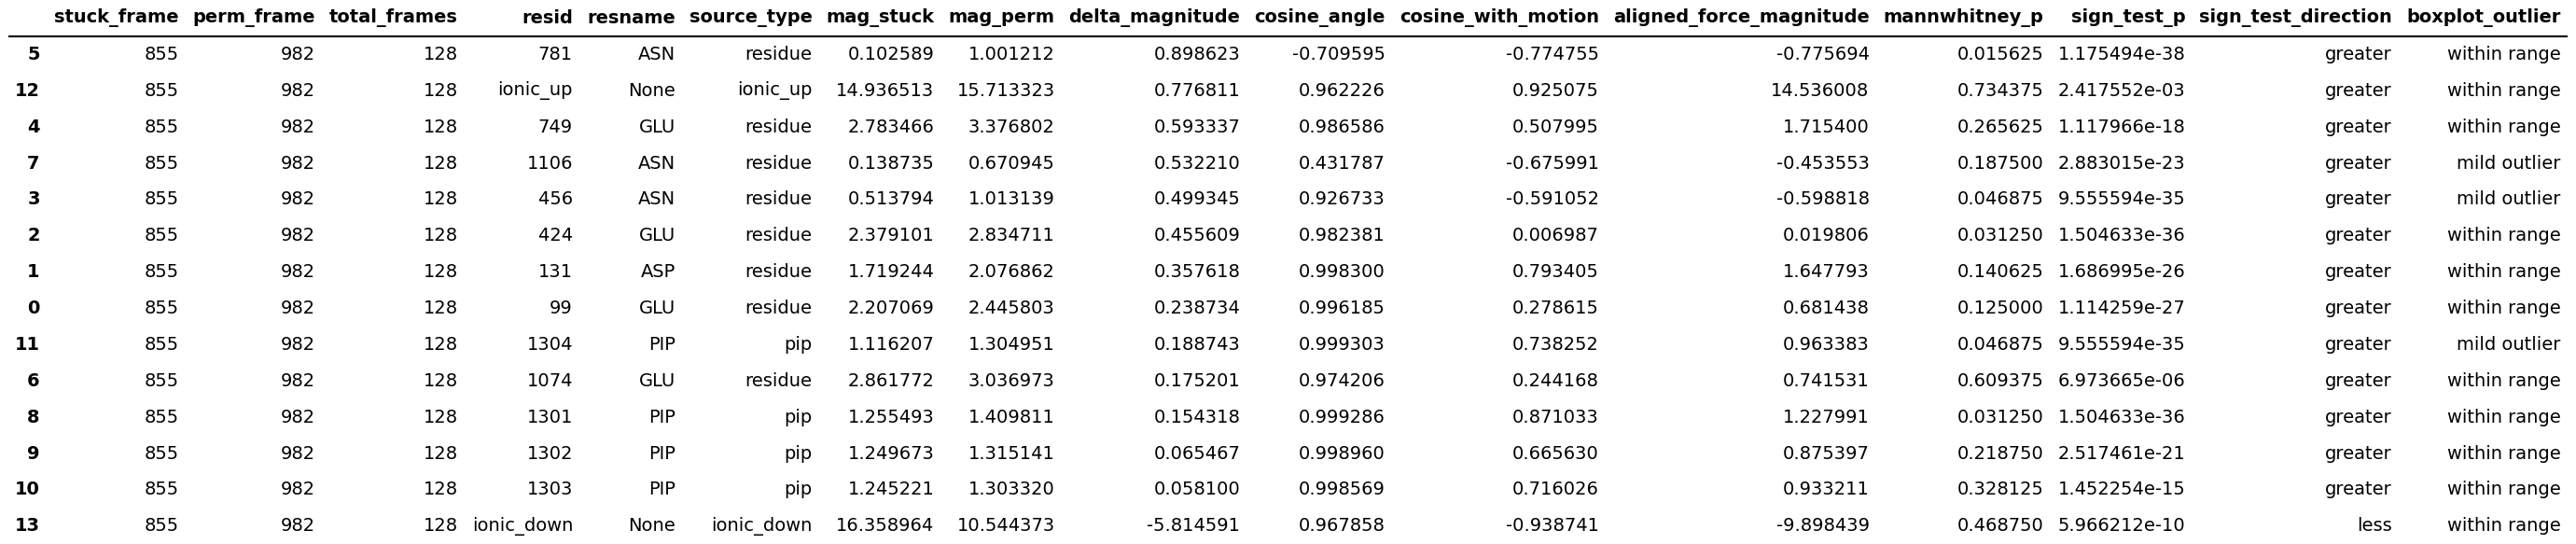 stuck_frame perm_frame total_frames resid resname source_type mag_stuck mag_perm delta_magnitude cosine_angle cosine_with_motion aligned_force_magnitude mannwhitney_p sign_test_p sign_test_direction boxplot_outlier
5 855 982 128 781 ASN residue 0.102589 1.001212 0.898623 -0.709595 -0.774755 -0.775694 0.015625 1.175494e-38 greater within range
12 855 982 128 ionic_up None ionic_up 14.936513 15.713323 0.776811 0.962226 0.925075 14.536008 0.734375 2.417552e-03 greater within range
4 855 982 128 749 GLU residue 2.783466 3.376802 0.593337 0.986586 0.507995 1.715400 0.265625 1.117966e-18 greater within range
7 855 982 128 1106 ASN residue 0.138735 0.670945 0.532210 0.431787 -0.675991 -0.453553 0.187500 2.883015e-23 greater mild outlier
3 855 982 128 456 ASN residue 0.513794 1.013139 0.499345 0.926733 -0.591052 -0.598818 0.046875 9.555594e-35 greater mild outlier
2 855 982 128 424 GLU residue 2.379101 2.834711 0.455609 0.982381 0.006987 0.019806 0.031250 1.504633e-36 greater within range
1 855 982 128 131 ASP residue 1.719244 2.076862 0.357618 0.998300 0.793405 1.647793 0.140625 1.686995e-26 greater within range
0 855 982 128 99 GLU residue 2.207069 2.445803 0.238734 0.996185 0.278615 0.681438 0.125000 1.114259e-27 greater within range
11 855 982 128 1304 PIP pip 1.116207 1.304951 0.188743 0.999303 0.738252 0.963383 0.046875 9.555594e-35 greater mild outlier
6 855 982 128 1074 GLU residue 2.861772 3.036973 0.175201 0.974206 0.244168 0.741531 0.609375 6.973665e-06 greater within range
8 855 982 128 1301 PIP pip 1.255493 1.409811 0.154318 0.999286 0.871033 1.227991 0.031250 1.504633e-36 greater within range
9 855 982 128 1302 PIP pip 1.249673 1.315141 0.065467 0.998960 0.665630 0.875397 0.218750 2.517461e-21 greater within range
10 855 982 128 1303 PIP pip 1.245221 1.303320 0.058100 0.998569 0.716026 0.933211 0.328125 1.452254e-15 greater within range
13 855 982 128 ionic_down None ionic_down 16.358964 10.544373 -5.814591 0.967858 -0.938741 -9.898439 0.468750 5.966212e-10 less within range